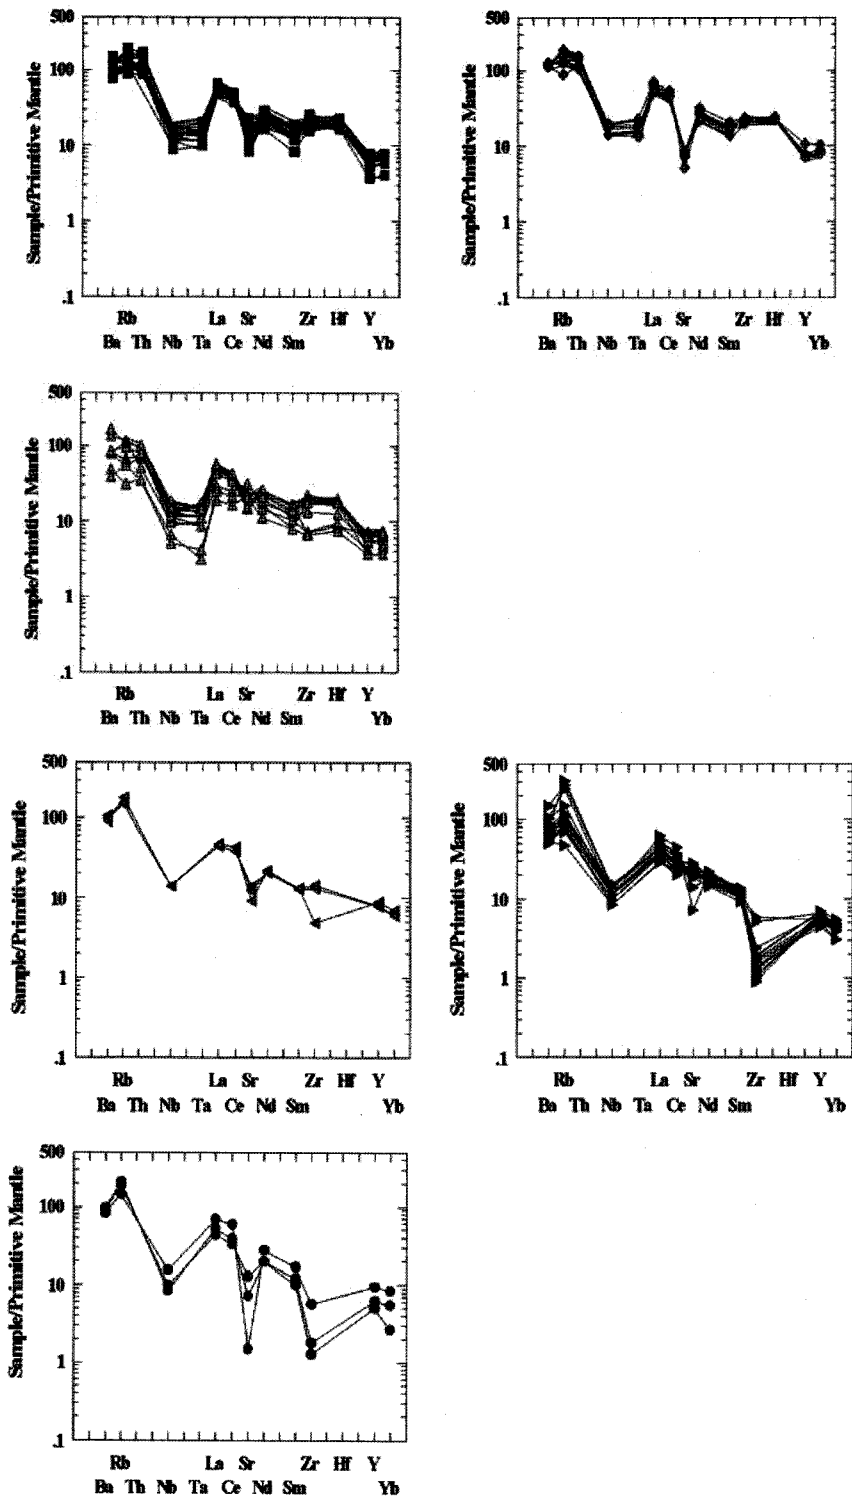 Sample/Primitive Mantle
500
100
10
1
.1
Rb La Sr Zr Hf Y
Ba Th Nb Ta Ce Nd Sm Yb
Sample/Primitive Mantle
500
100
10
1
.1
Rb La Sr Zr Hf Y
Ba Th Nb Ta Ce Nd Sm Yb
Sample/Primitive Mantle
500
100
10
1
.1
Rb La Sr Zr Hf Y
Ba Th Nb Ta Ce Nd Sm Yb
Sample/Primitive Mantle
500
100
10
1
.1
Rb La Sr Zr Hf Y
Ba Th Nb Ta Ce Nd Sm Yb
Sample/Primitive Mantle
500
100
10
1
.1
Rb La Sr Zr Hf Y
Ba Th Nb Ta Ce Nd Sm Yb
Sample/Primitive Mantle
500
100
10
1
.1
Rb La Sr Zr Hf Y
Ba Th Nb Ta Ce Nd Sm Yb